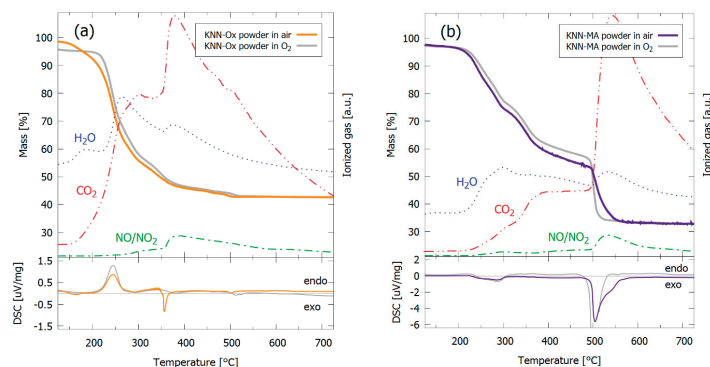 (a)
KNN-Ox powder in air
KNN-Ox powder in O2
100
90
80
70
60
50
40
30
Mass [%]
Ionized gas [a.u.]
H2O
CO2
NO/NO2
1.5
0.5
-0.5
-1.5
DSC [uV/mg]
endo
exo
200 300 400 500 600 700
Temperature [°C]
(b)
KNN-MA powder in air
KNN-MA powder in O2
100
90
80
70
60
50
40
30
Mass [%]
Ionized gas [a.u.]
H2O
CO2
NO/NO2
2
0
-2
-4
-6
DSC [uV/mg]
endo
exo
200 300 400 500 600 700
Temperature [°C]